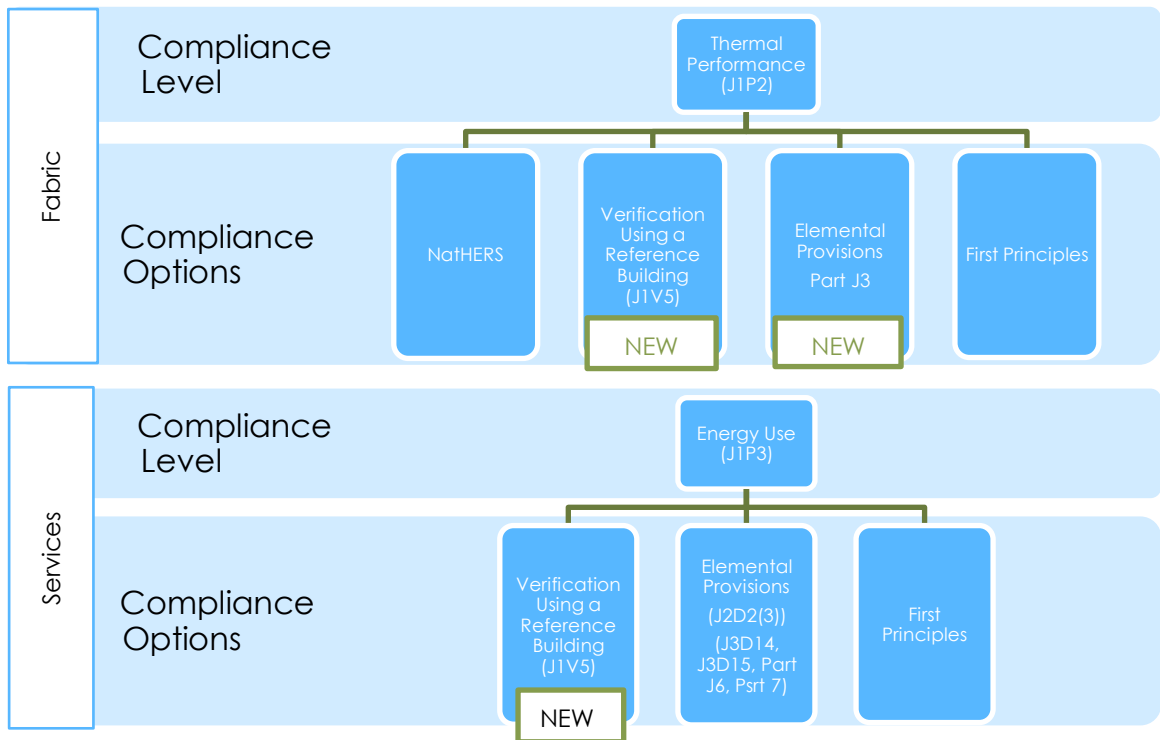 Fabric
Compliance
Level
Thermal
Performance
(J1P2)
Compliance
Options
NatHERS
Verification
Using a
Reference
Building
(J1V5)
NEW
Elemental
Provisions
Part J3
NEW
First Principles
Services
Compliance
Level
Energy Use
(J1P3)
Compliance
Options
Verification
Using a
Reference
Building
(J1V5)
NEW
Elemental
Provisions
(J2D2(3))
(J3D14,
J3D15, Part
J6, Psrt 7)
First
Principles